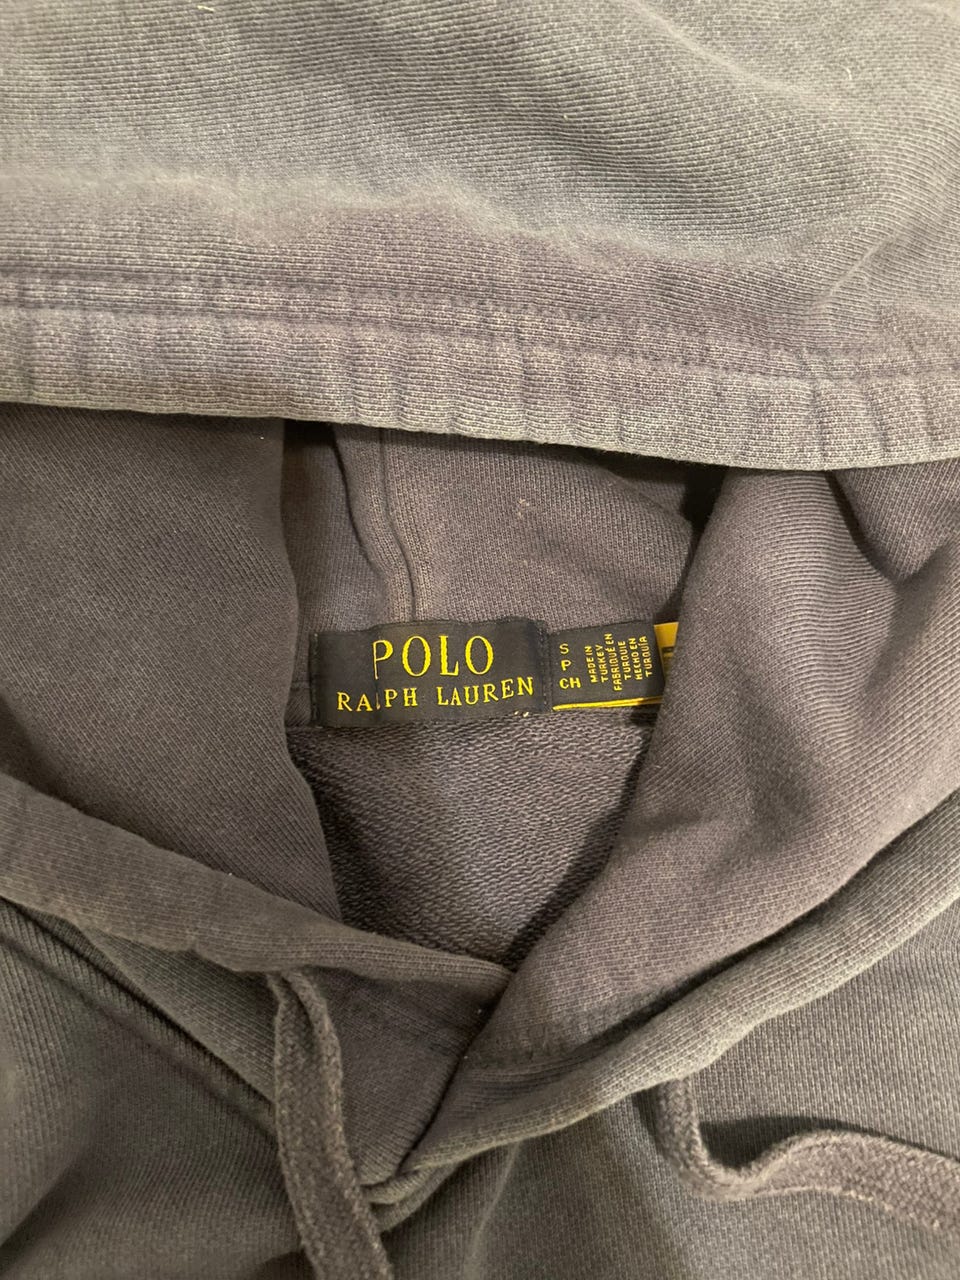 POLO
RALPH LAUREN
S
P
CH
MADE IN
TURKEY
FABRIQUÉ EN
TURQUIE
HECHO EN
TURQUÍA